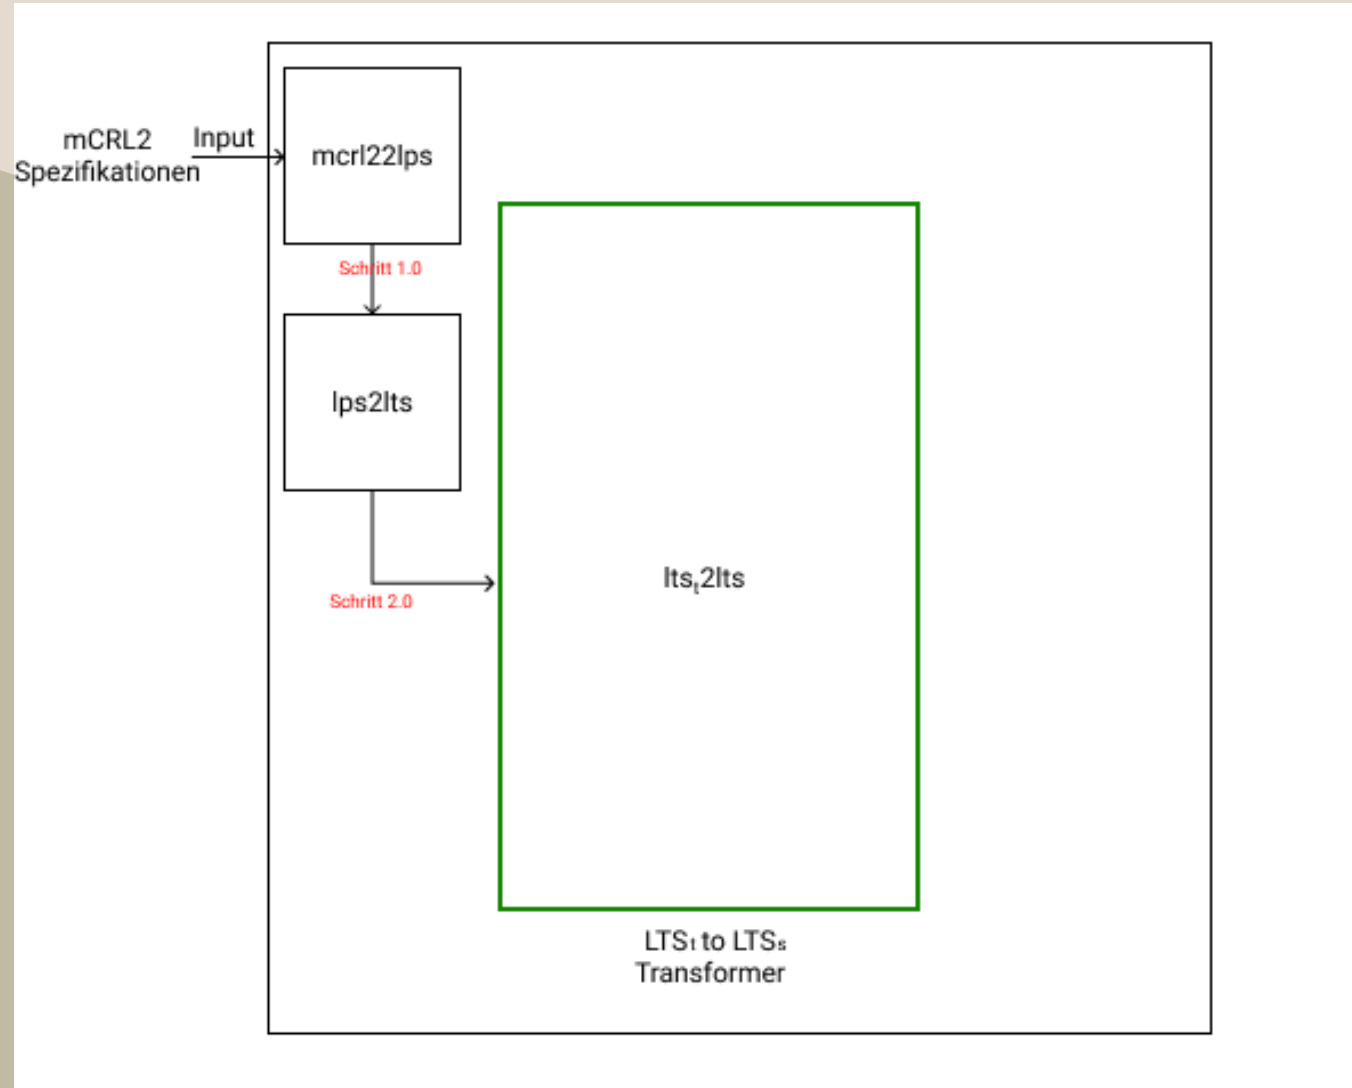 mCRL2
Spezifikationen
Input
mcrl22lps
Schritt 1.0
lps2lts
Schritt 2.0
ltsₜ2lts
LTSₜ to LTSₛ
Transformer